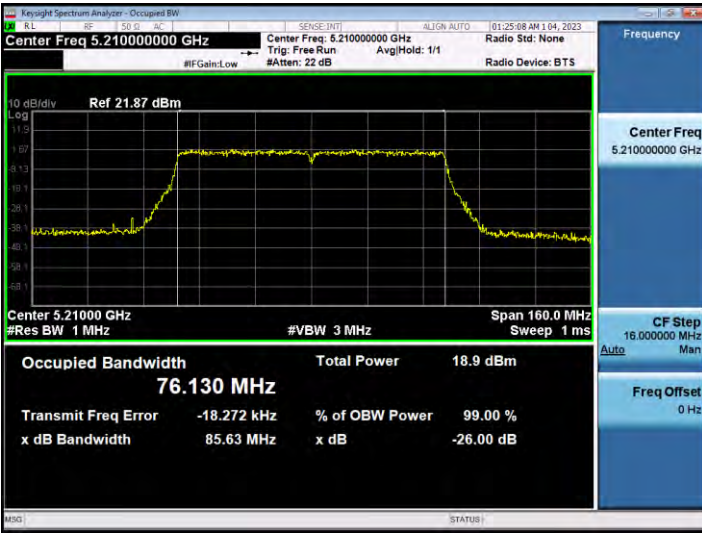 Keysight Spectrum Analyzer - Occupied BW
RL RF 50 Ω AC SENSE:INT ALIGN AUTO 01:25:08 AM 1 04, 2023
Center Freq 5.210000000 GHz
Center Freq: 5.210000000 GHz
Radio Std: None
Trig: Free Run Avg|Hold: 1/1
#IFGain:Low
#Atten: 22 dB
Radio Device: BTS
10 dB/div Ref 21.87 dBm
Log
11.9
1.87
-8.13
-18.1
-28.1
-38.1
-48.1
-58.1
-68.1
Center 5.21000 GHz Span 160.0 MHz
#Res BW 1 MHz #VBW 3 MHz Sweep 1 ms
Occupied Bandwidth Total Power 18.9 dBm
76.130 MHz
Transmit Freq Error -18.272 kHz % of OBW Power 99.00 %
x dB Bandwidth 85.63 MHz x dB -26.00 dB
Frequency
Center Freq
5.210000000 GHz
CF Step
16.000000 MHz
Auto Man
Freq Offset
0 Hz
MSG STATUS